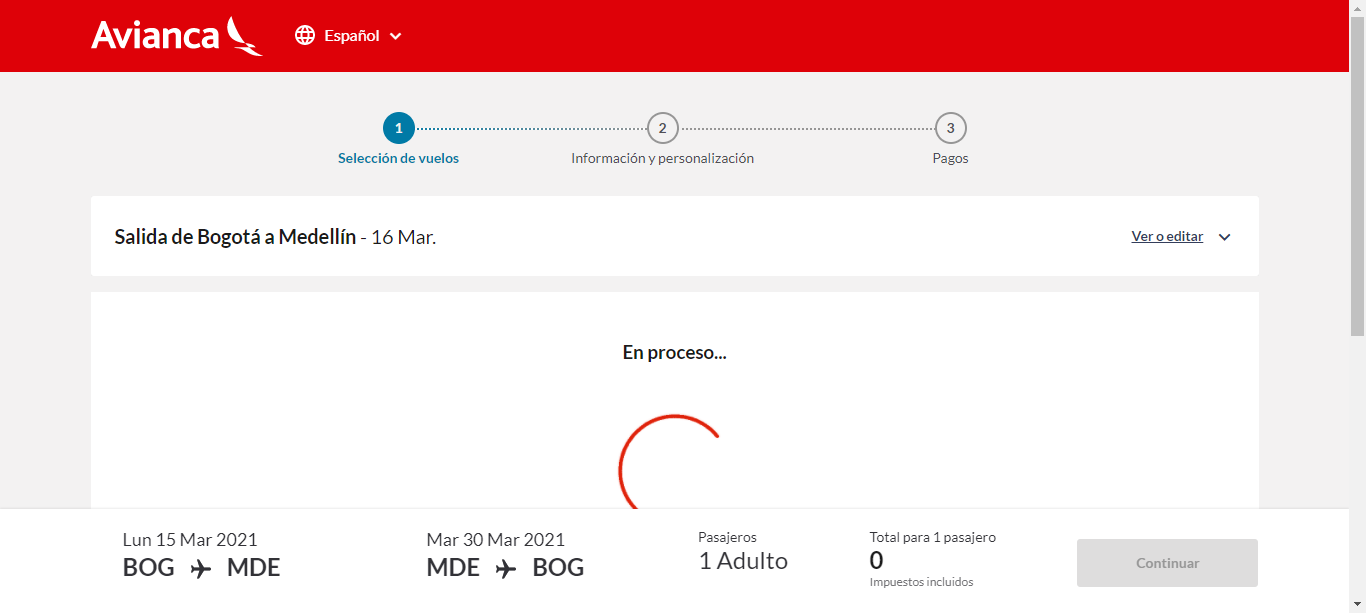 Avianca
Español
1
2
3
Selección de vuelos
Información y personalización
Pagos
Salida de Bogotá a Medellín - 16 Mar.
Ver o editar
En proceso...
Lun 15 Mar 2021
BOG MDE
Mar 30 Mar 2021
MDE BOG
Pasajeros
1 Adulto
Total para 1 pasajero
0
Impuestos incluidos
Continuar